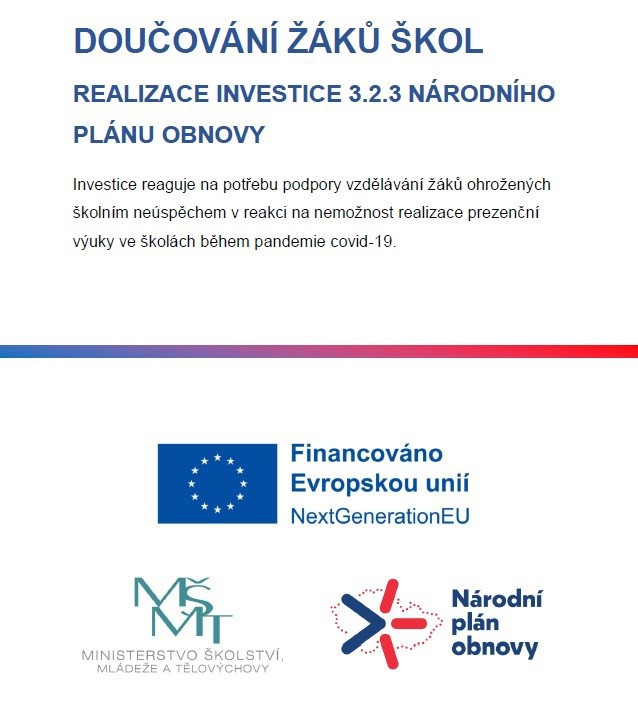 DOUČOVÁNÍ ŽÁKŮ ŠKOL
REALIZACE INVESTICE 3.2.3 NÁRODNÍHO
PLÁNU OBNOVY
Investice reaguje na potřebu podpory vzdělávání žáků ohrožených
školním neúspěchem v reakci na nemožnost realizace prezenční
výuky ve školách během pandemie covid-19.
Financováno
Evropskou unií
NextGenerationEU
MŠ
MT
MINISTERSTVO ŠKOLSTVÍ,
MLÁDEŽE A TĚLOVÝCHOVY
Národní
plán
obnovy